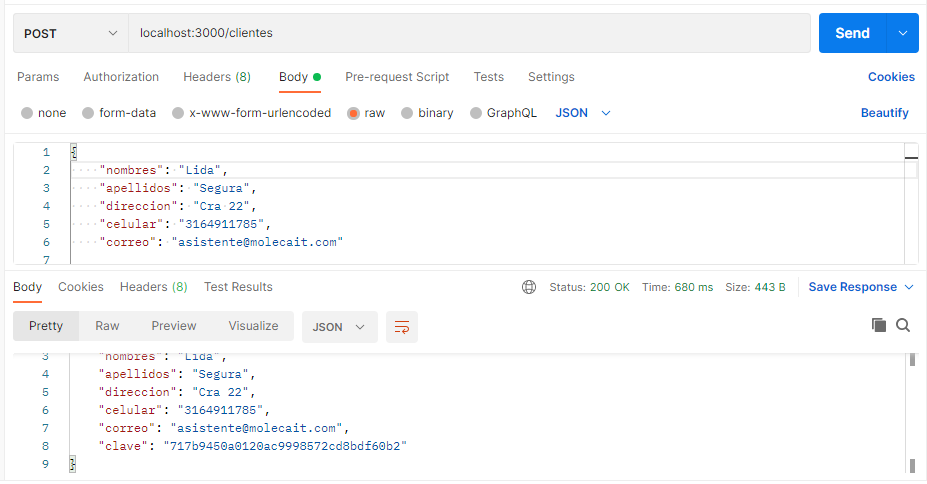 POST localhost:3000/clientes Send
Params Authorization Headers (8) Body Pre-request Script Tests Settings Cookies
none form-data x-www-form-urlencoded raw binary GraphQL JSON Beautify
1 {
2 "nombres": "Lida",
3 "apellidos": "Segura",
4 "direccion": "Cra 22",
5 "celular": "3164911785",
6 "correo": "asistente@molecait.com"
7
Body Cookies Headers (8) Test Results Status: 200 OK Time: 680 ms Size: 443 B Save Response
Pretty Raw Preview Visualize JSON
3 "nombres": "Lida",
4 "apellidos": "Segura",
5 "direccion": "Cra 22",
6 "celular": "3164911785",
7 "correo": "asistente@molecait.com",
8 "clave": "717b9450a0120ac9998572cd8bdf60b2"
9 }